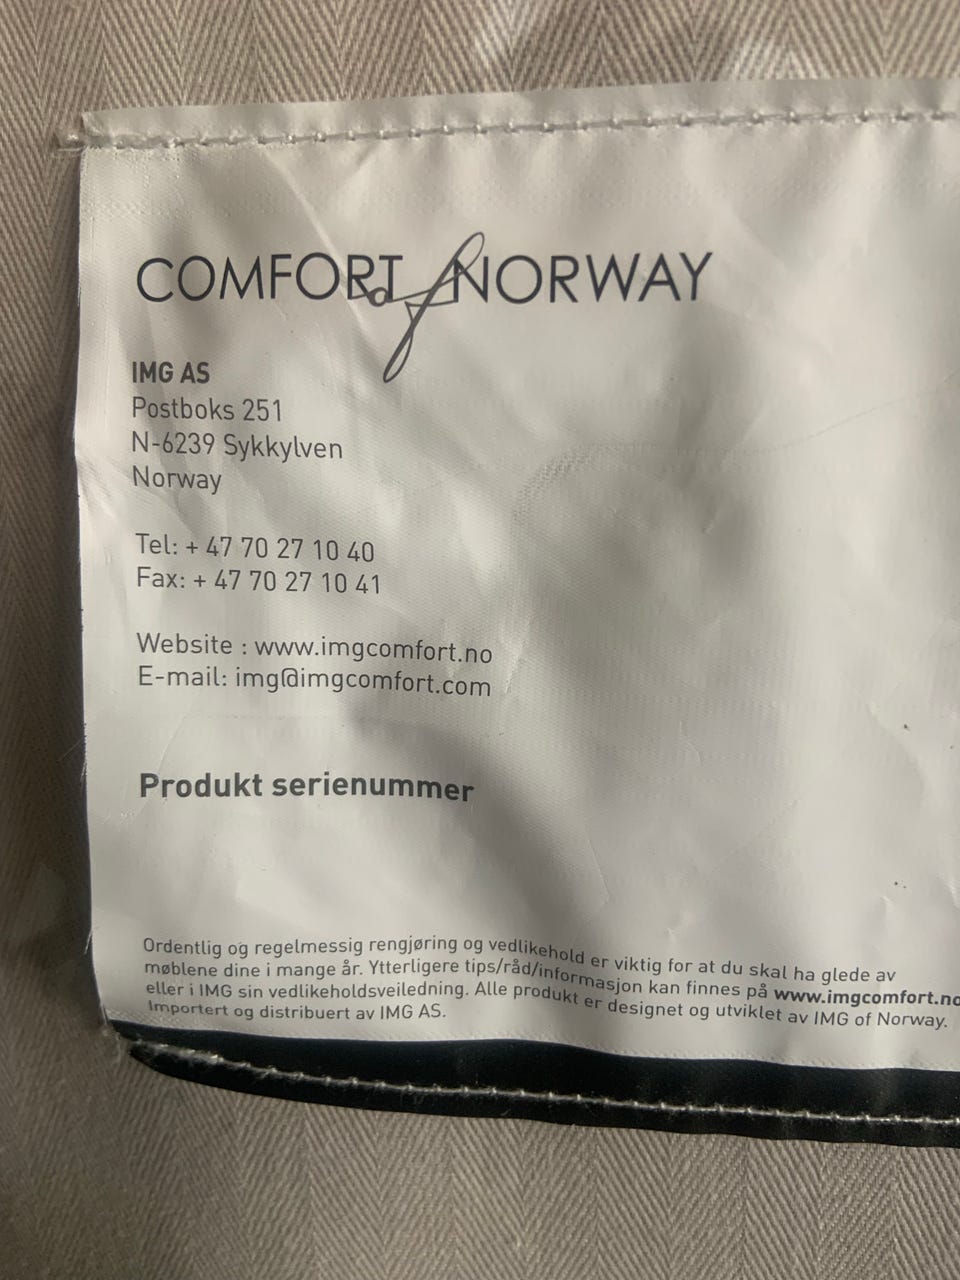 COMFORT of NORWAY
IMG AS
Postboks 251
N-6239 Sykkylven
Norway
Tel: + 47 70 27 10 40
Fax: + 47 70 27 10 41
Website : www.imgcomfort.no
E-mail: img@imgcomfort.com
Produkt serienummer
Ordentlig og regelmessig rengjøring og vedlikehold er viktig for at du skal ha glede av
møblene dine i mange år. Ytterligere tips/råd/informasjon kan finnes på www.imgcomfort.no
eller i IMG sin vedlikeholdsveiledning. Alle produkt er designet og utviklet av IMG of Norway.
Importert og distribuert av IMG AS.